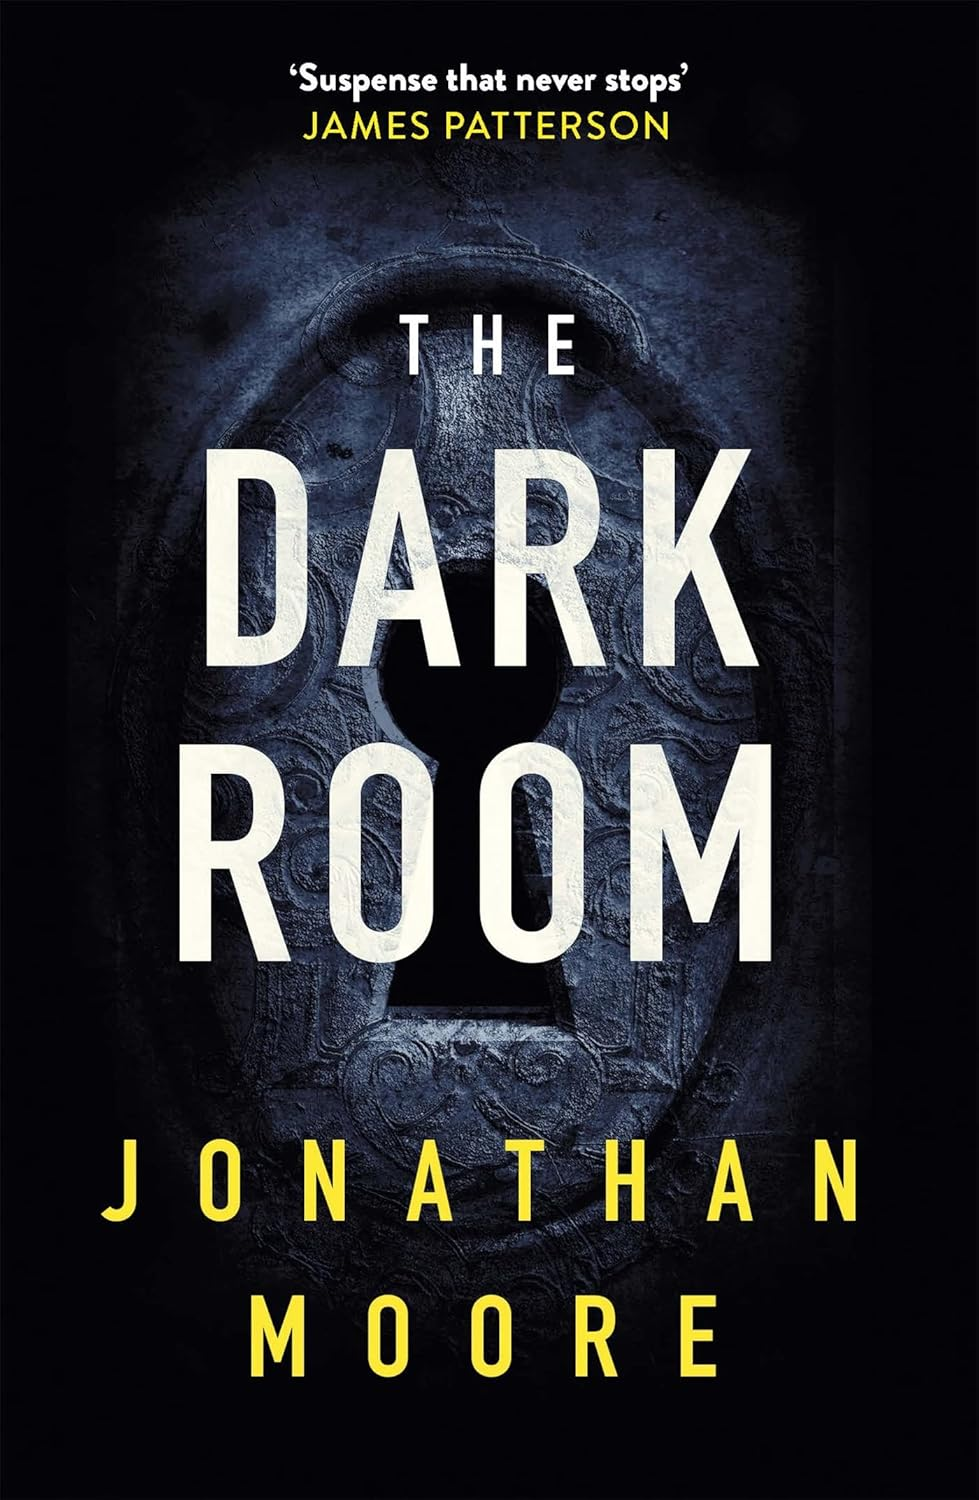 ‘Suspense that never stops’
JAMES PATTERSON
THE
DARK
ROOM
JONATHAN
MOORE